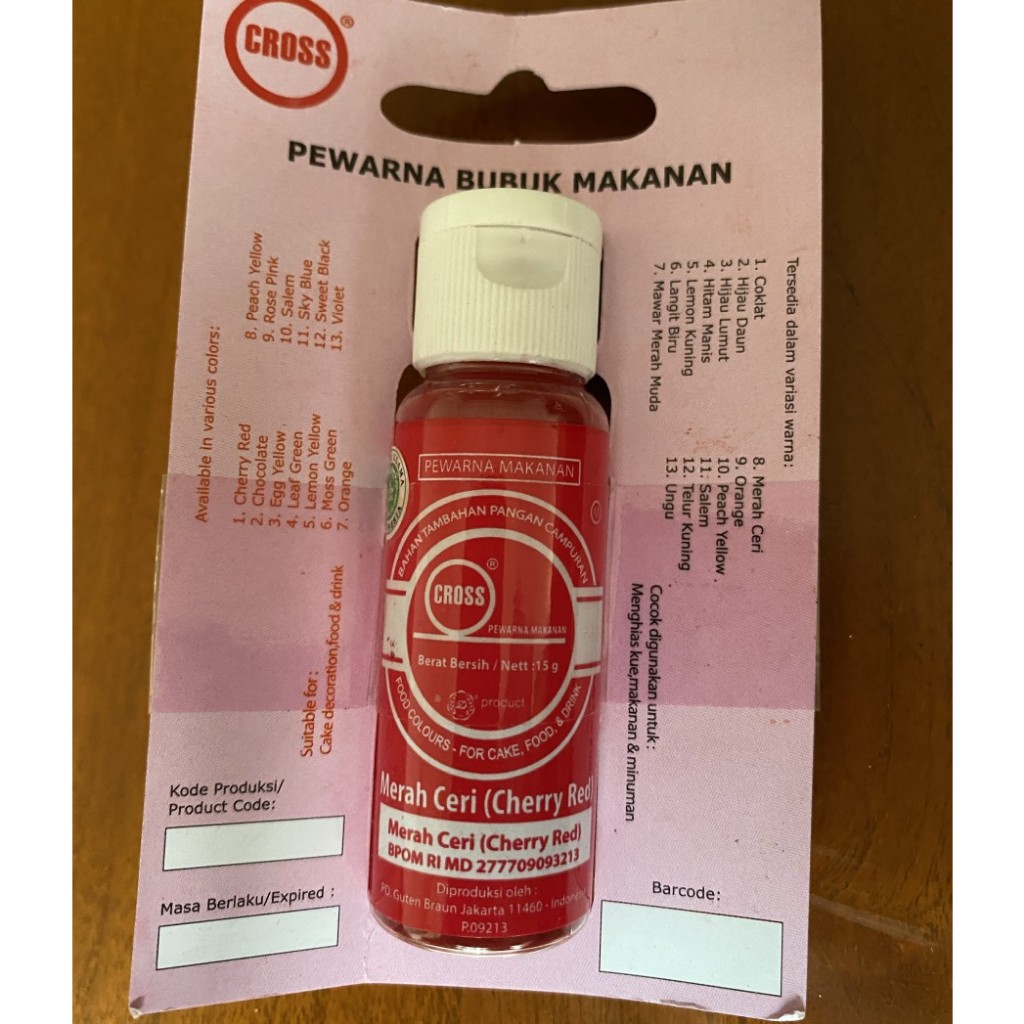 CROSS ®
PEWARNA BUBUK MAKANAN
Available in various colors:
1. Cherry Red
2. Chocolate
3. Egg Yellow
4. Leaf Green
5. Lemon Yellow
6. Moss Green
7. Orange
8. Peach Yellow
9. Rose Pink
10. Salem
11. Sky Blue
12. Sweet Black
13. Violet
Suitable for :
Cake decoration,food & drink
Tersedia dalam variasi warna:
1. Coklat
2. Hijau Daun
3. Hijau Lumut
4. Hitam Manis
5. Lemon Kuning
6. Langit Biru
7. Mawar Merah Muda
8. Merah Ceri
9. Orange
10. Peach Yellow
11. Salem
12. Telur Kuning
13. Ungu
Cocok digunakan untuk :
Menghias kue,makanan & minuman
PEWARNA MAKANAN
BAHAN TAMBAHAN PANGAN CAMPURAN
CROSS ®
PEWARNA MAKANAN
Berat Bersih / Nett :15 g
product
FOOD COLOURS - FOR CAKE, FOOD, & DRINK
Merah Ceri (Cherry Red)
Merah Ceri (Cherry Red)
BPOM RI MD 277709093213
Diproduksi oleh :
PD.Guten Braun Jakarta 11460 - Indonesia
P.09213
Kode Produksi/
Product Code:
Masa Berlaku/Expired :
Barcode: